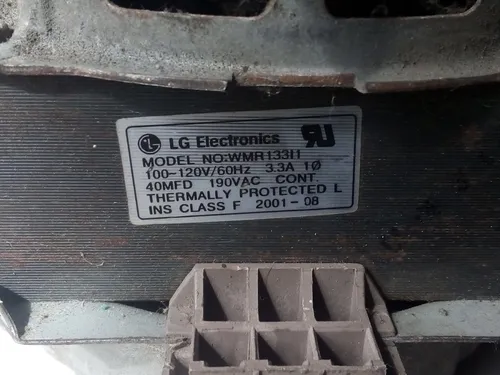 LG Electronics
MODEL NO:WMR133I1
100-120V/60Hz 3.3A 1Ø
40MFD 190VAC CONT.
THERMALLY PROTECTED L
INS CLASS F 2001-08